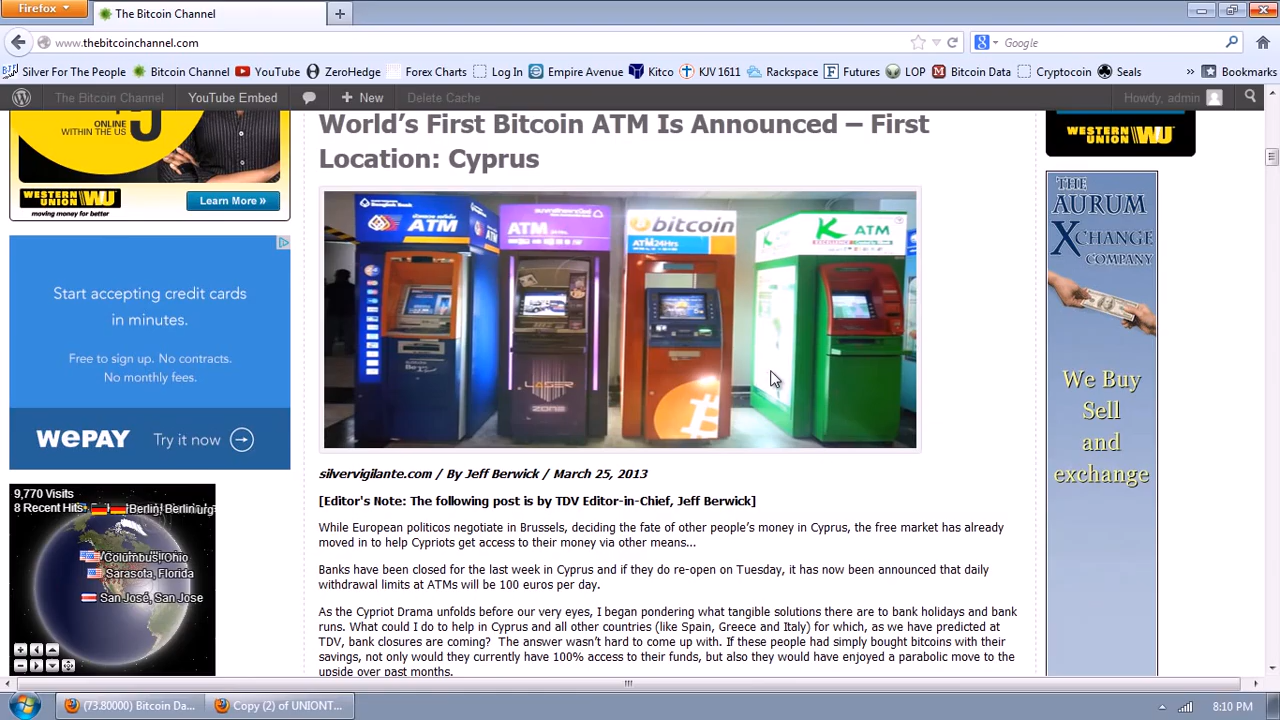 Firefox
The Bitcoin Channel
www.thebitcoinchannel.com
Google
Silver For The People
Bitcoin Channel
YouTube
ZeroHedge
Forex Charts
Log In
Empire Avenue
Kitco
KJV 1611
Rackspace
Futures
LOP
Bitcoin Data
Cryptocoin
Seals
»
Bookmarks
The Bitcoin Channel
YouTube Embed
New
Delete Cache
Howdy, admin
ONLINE
WITHIN THE US
5
WESTERN
UNION WU
moving money for better
Learn More »
Start accepting credit cards
in minutes.
Free to sign up. No contracts.
No monthly fees.
wepay
Try it now
9,770 Visits
8 Recent Hits
Berlin, Berlin
Columbus, Ohio
Sarasota, Florida
San José, San Jose
World's First Bitcoin ATM Is Announced – First
Location: Cyprus
ATM
ATM
bitcoin
ATM24Hrs
K ATM
LASER
ZONE
silvervigilante.com / By Jeff Berwick / March 25, 2013
[Editor's Note: The following post is by TDV Editor-in-Chief, Jeff Berwick]
While European politicos negotiate in Brussels, deciding the fate of other people's money in Cyprus, the free market has already
moved in to help Cypriots get access to their money via other means...
Banks have been closed for the last week in Cyprus and if they do re-open on Tuesday, it has now been announced that daily
withdrawal limits at ATMs will be 100 euros per day.
As the Cypriot Drama unfolds before our very eyes, I began pondering what tangible solutions there are to bank holidays and bank
runs. What could I do to help in Cyprus and all other countries (like Spain, Greece and Italy) for which, as we have predicted at
TDV, bank closures are coming? The answer wasn't hard to come up with. If these people had simply bought bitcoins with their
savings, not only would they currently have 100% access to their funds, but also they would have enjoyed a parabolic move to the
upside over past months.
WESTERN
UNION WU
THE
AURUM
XCHANGE
COMPANY
We Buy
Sell
and
exchange
(73.80000) Bitcoin Da...
Copy (2) of UNIONT...
8:10 PM